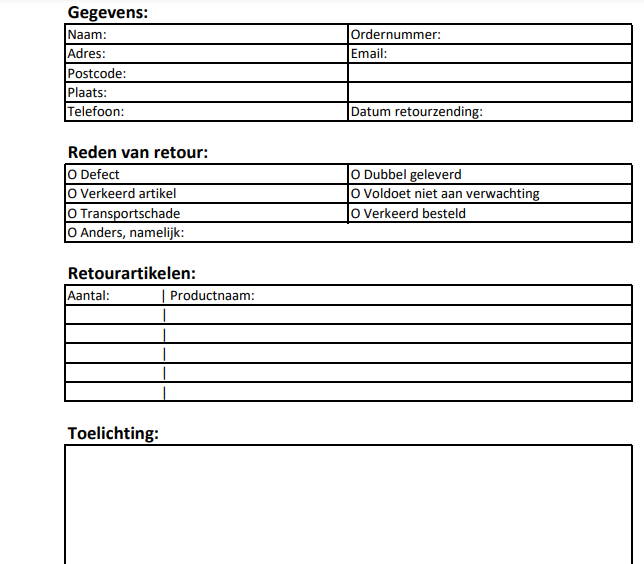 Gegevens:
Naam: Ordernummer:
Adres: Email:
Postcode:
Plaats:
Telefoon: Datum retourzending:
Reden van retour:
O Defect O Dubbel geleverd
O Verkeerd artikel O Voldoet niet aan verwachting
O Transportschade O Verkeerd besteld
O Anders, namelijk:
Retourartikelen:
Aantal: | Productnaam:
|
|
|
|
|
Toelichting: